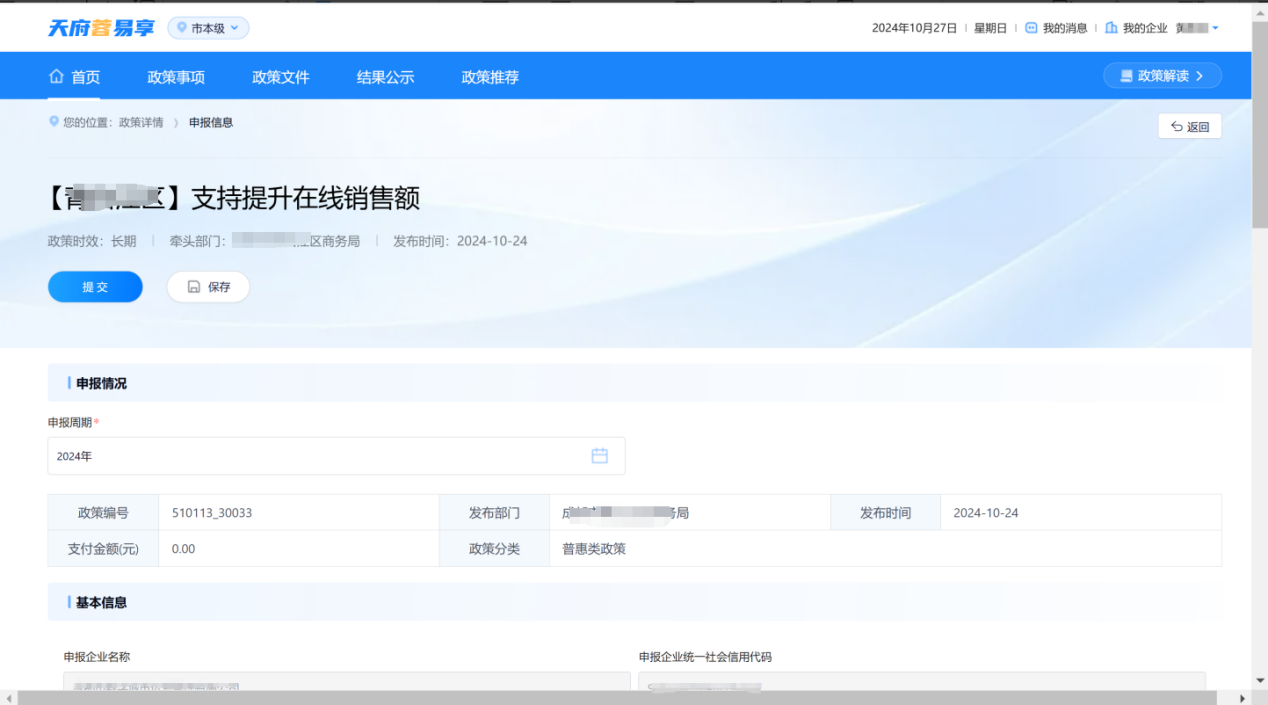 天府蓉易享 市本级 2024年10月27日 星期日 我的消息 我的企业
首页 政策事项 政策文件 结果公示 政策推荐 政策解读
您的位置: 政策详情 》 申报信息 返回
区】支持提升在线销售额
政策时效: 长期 牵头部门: 区商务局 发布时间: 2024-10-24
提交 保存
申报情况
申报周期*
2024年
政策编号 510113_30033 发布部门 局 发布时间 2024-10-24
支付金额(元) 0.00 政策分类 普惠类政策
基本信息
申报企业名称 申报企业统一社会信用代码